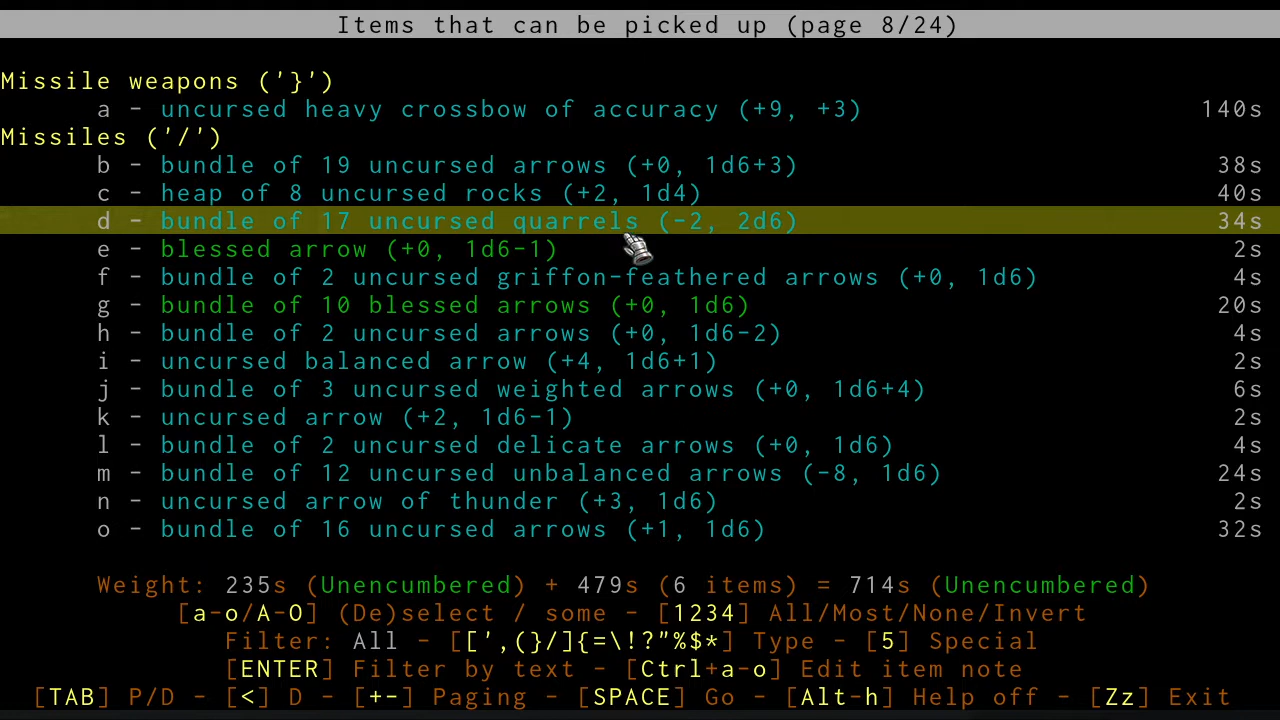 Items that can be picked up (page 8/24)
Missile weapons ('}')
a - uncursed heavy crossbow of accuracy (+9, +3) 140s
Missiles ('/')
b - bundle of 19 uncursed arrows (+0, 1d6+3) 38s
c - heap of 8 uncursed rocks (+2, 1d4) 40s
d - bundle of 17 uncursed quarrels (-2, 2d6) 34s
e - blessed arrow (+0, 1d6-1) 2s
f - bundle of 2 uncursed griffon-feathered arrows (+0, 1d6) 4s
g - bundle of 10 blessed arrows (+0, 1d6) 20s
h - bundle of 2 uncursed arrows (+0, 1d6-2) 4s
i - uncursed balanced arrow (+4, 1d6+1) 2s
j - bundle of 3 uncursed weighted arrows (+0, 1d6+4) 6s
k - uncursed arrow (+2, 1d6-1) 2s
l - bundle of 2 uncursed delicate arrows (+0, 1d6) 4s
m - bundle of 12 uncursed unbalanced arrows (-8, 1d6) 24s
n - uncursed arrow of thunder (+3, 1d6) 2s
o - bundle of 16 uncursed arrows (+1, 1d6) 32s
Weight: 235s (Unencumbered) + 479s (6 items) = 714s (Unencumbered)
[a-o/A-O] (De)select / some - [1234] All/Most/None/Invert
Filter: All - [[',(}/]{=\!?"%$*] Type - [5] Special
[ENTER] Filter by text - [Ctrl+a-o] Edit item note
[TAB] P/D - [<] D - [+-] Paging - [SPACE] Go - [Alt-h] Help off - [Zz] Exit